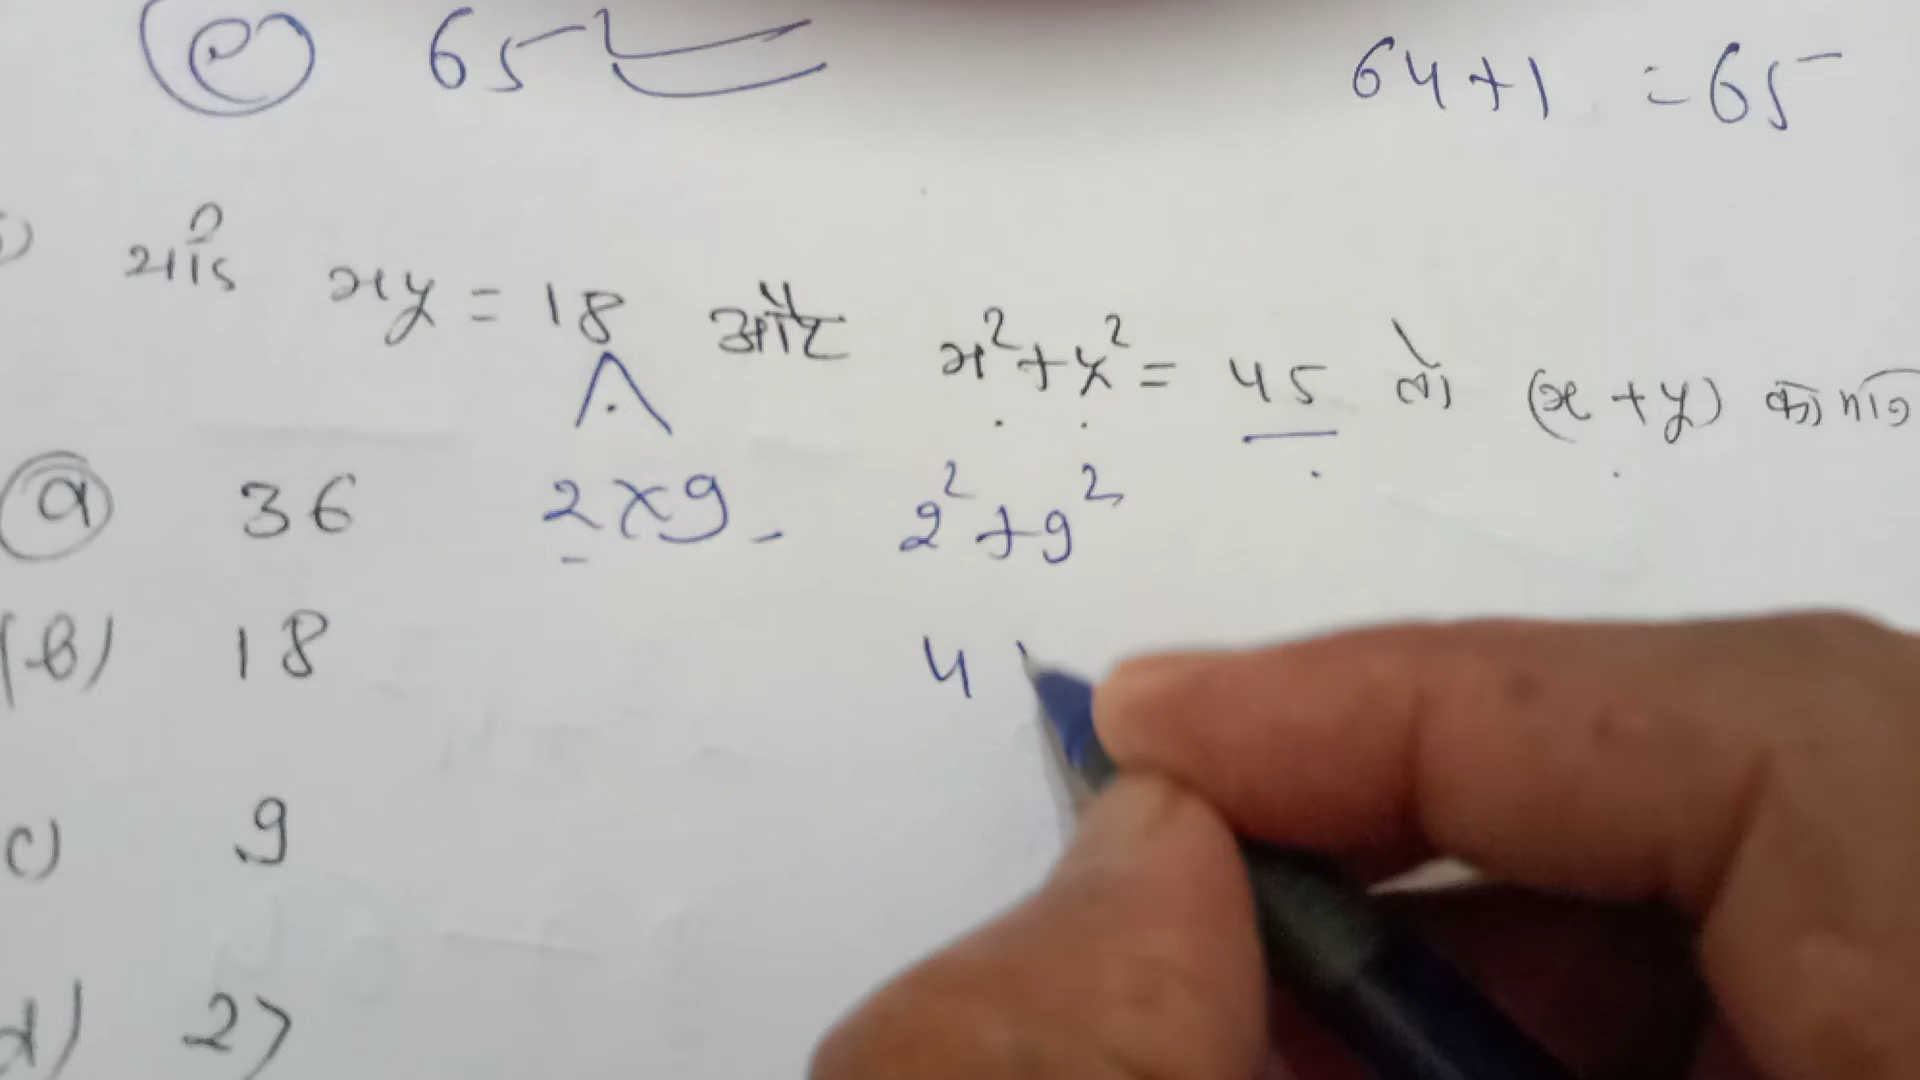 (e) 65 64+1 = 65
यदि xy = 18 और x²+y² = 45 तो (x+y) का मान
(a) 36 2×9 2²+9²
(b) 18 4
c) 9
d) 27